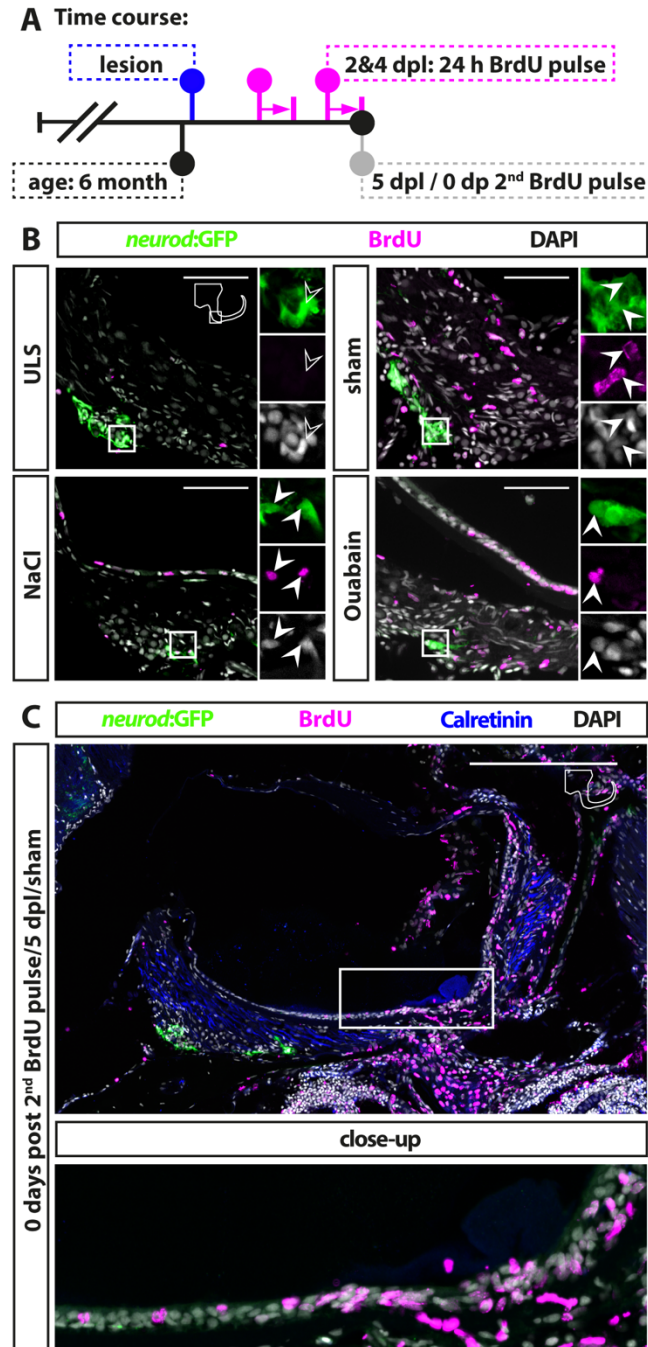 A Time course:
lesion
2&4 dpl: 24 h BrdU pulse
age: 6 month
5 dpl / 0 dp 2nd BrdU pulse
B neurod:GFP BrdU DAPI
ULS
sham
NaCl
Ouabain
C neurod:GFP BrdU Calretinin DAPI
0 days post 2nd BrdU pulse/5 dpl/sham
close-up